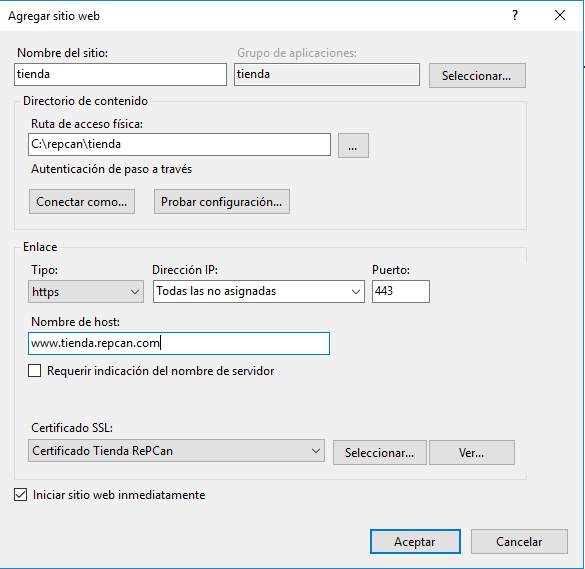 Agregar sitio web
?
Nombre del sitio: Grupo de aplicaciones:
tienda tienda Seleccionar...
Directorio de contenido
Ruta de acceso física:
C:\repcan\tienda ...
Autenticación de paso a través
Conectar como... Probar configuración...
Enlace
Tipo: Dirección IP: Puerto:
https Todas las no asignadas 443
Nombre de host:
www.tienda.repcan.com
Requerir indicación del nombre de servidor
Certificado SSL:
Certificado Tienda RePCan Seleccionar... Ver...
Iniciar sitio web inmediatamente
Aceptar Cancelar